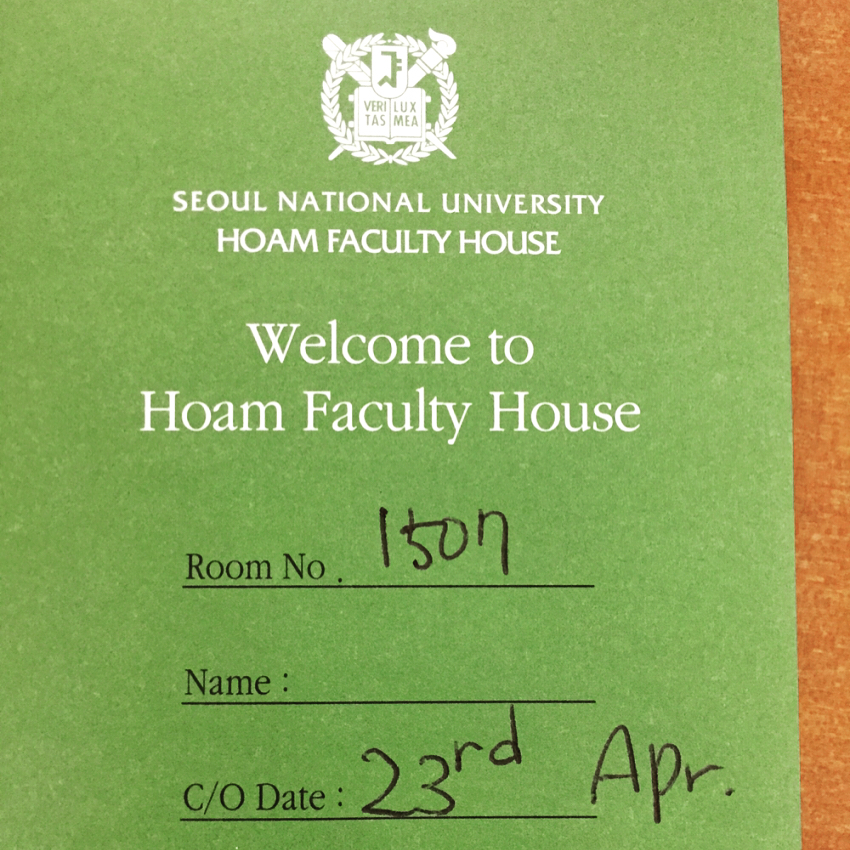 VERI LUX
TAS MEA
SEOUL NATIONAL UNIVERSITY
HOAM FACULTY HOUSE
Welcome to
Hoam Faculty House
Room No. 1507
Name :
C/O Date : 23rd Apr.